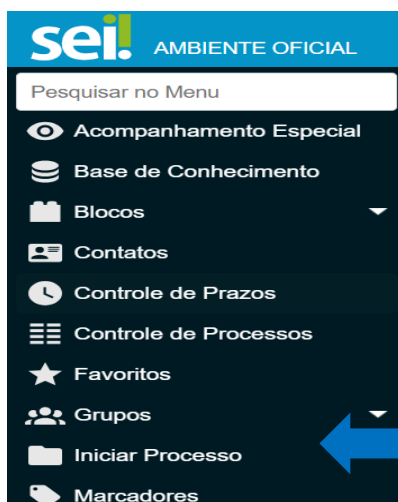 sei! AMBIENTE OFICIAL
Pesquisar no Menu
Acompanhamento Especial
Base de Conhecimento
Blocos
Contatos
Controle de Prazos
Controle de Processos
Favoritos
Grupos
Iniciar Processo
Marcadores